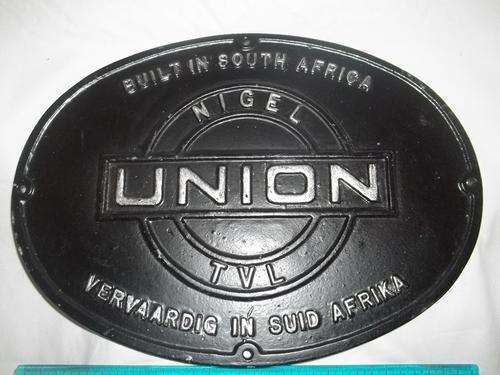 BUILT IN SOUTH AFRICA
NIGEL
UNION
TVL
VERVAARDIG IN SUID AFRIKA